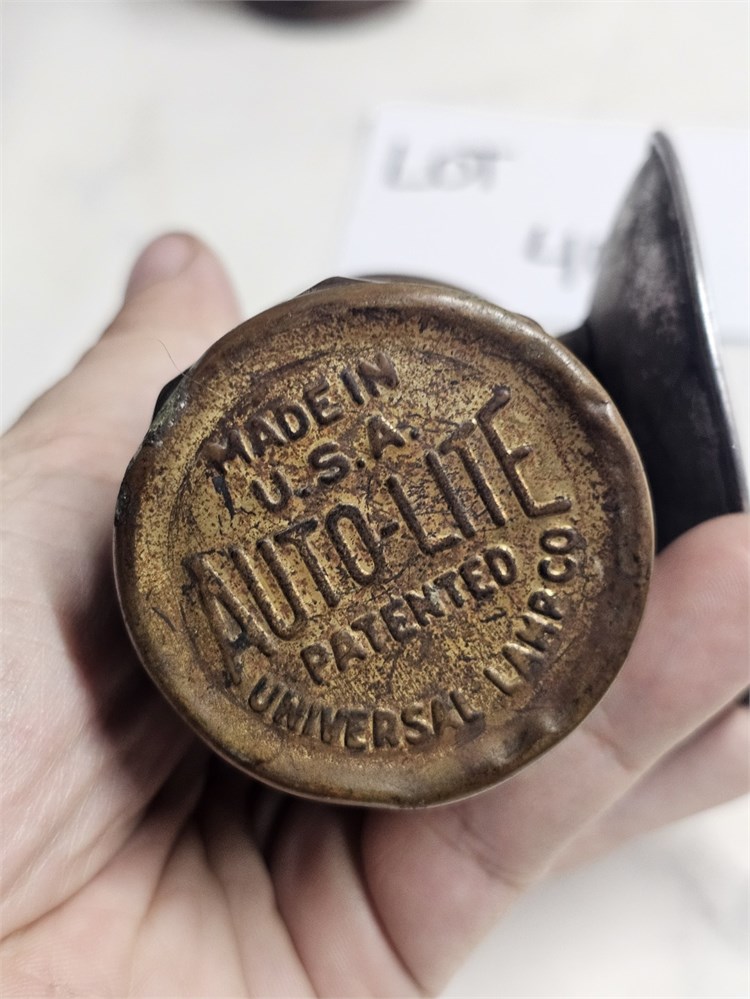 LOT
MADE IN
U.S.A.
AUTO-LITE
PATENTED
UNIVERSAL LAMP CO